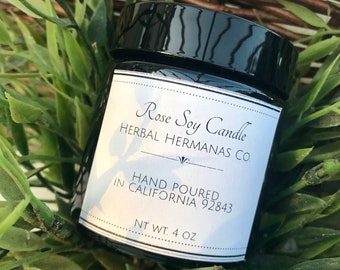 Rose Soy Candle
HERBAL HERMANAS CO
HAND POURED
IN CALIFORNIA 92843
NT WT. 4 OZ